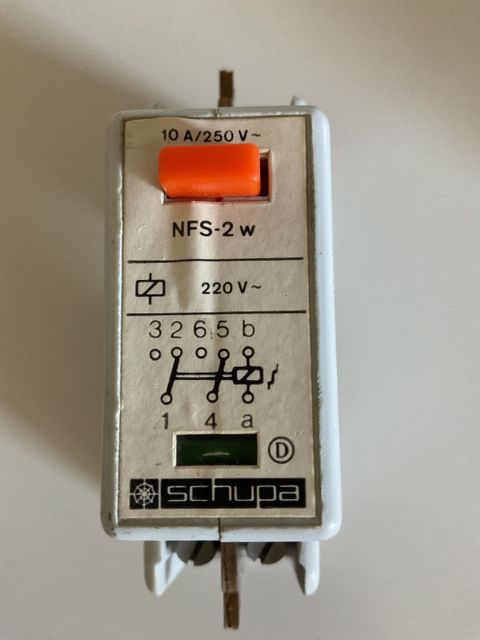 10 A/250 V~
NFS-2 w
220 V~
3 2 6 5 b
1 4 a
D
schupa